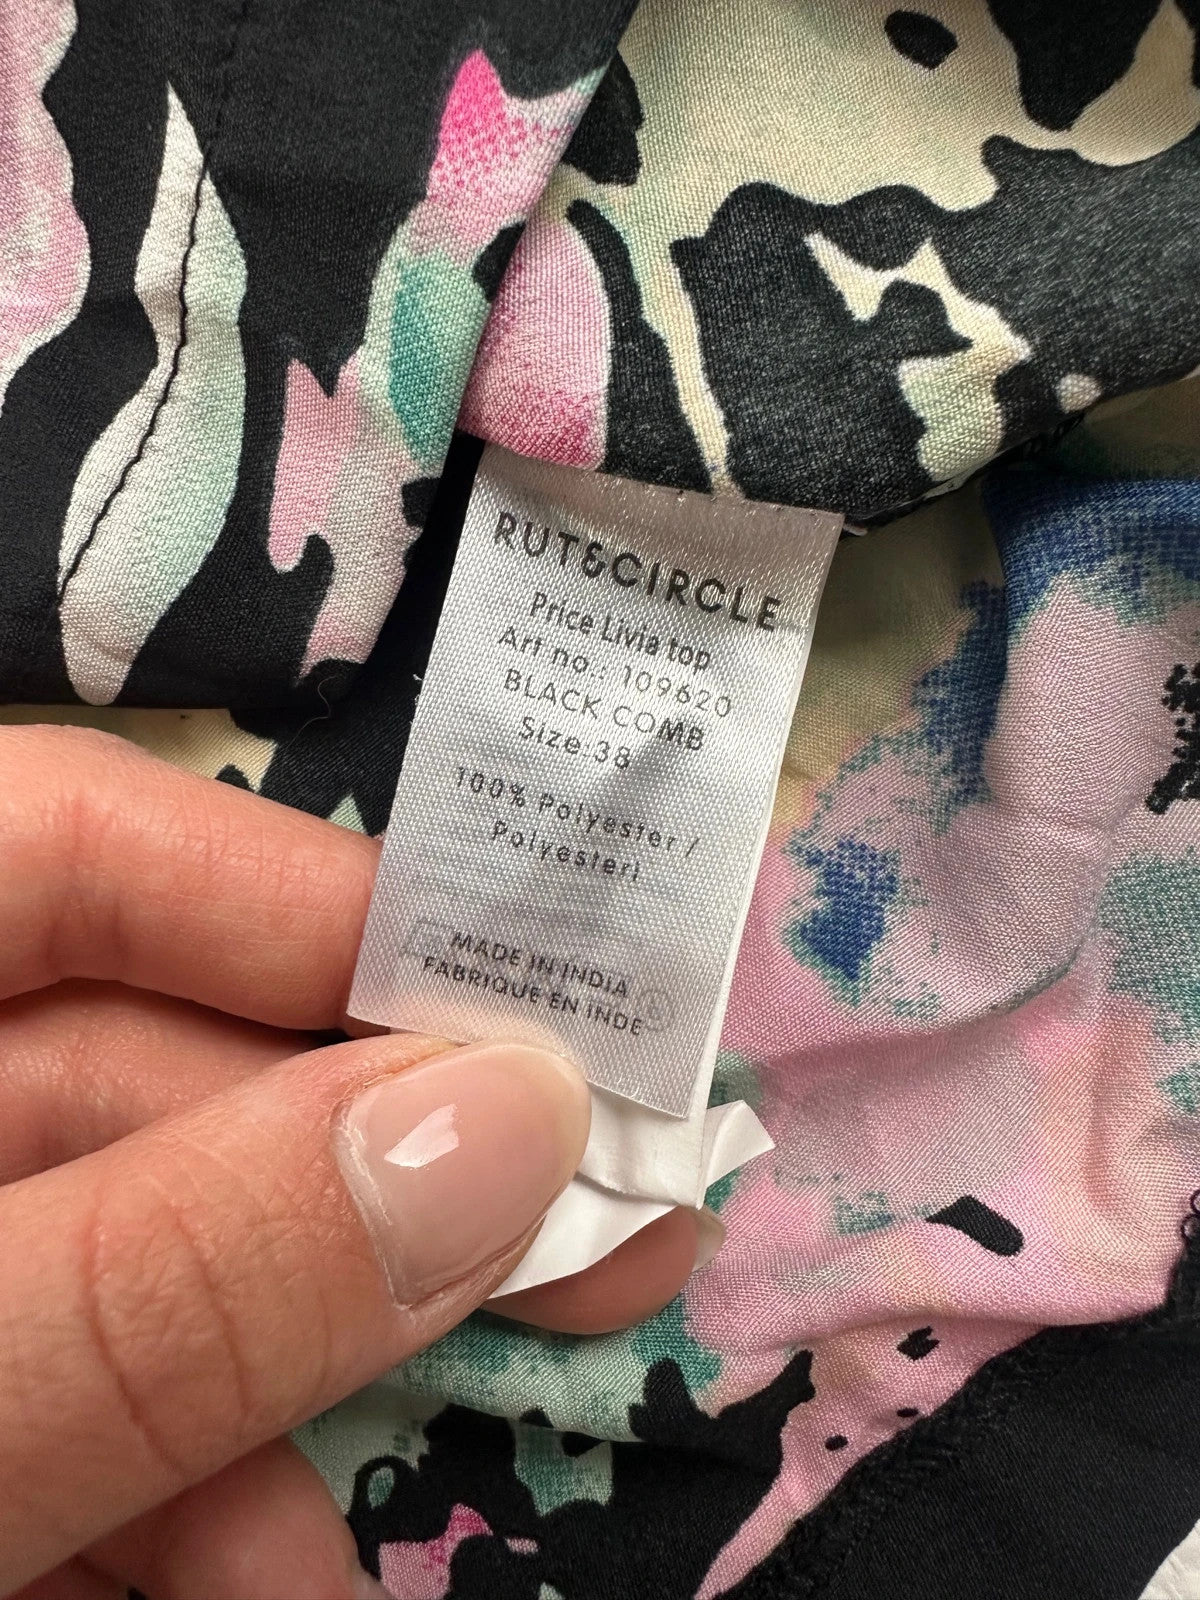 RUT&CIRCLE
Price Livia top
Art no.: 109620
BLACK COMB
Size:38
100% Polyester /
Polyesteri
MADE IN INDIA
FABRIQUE EN INDE